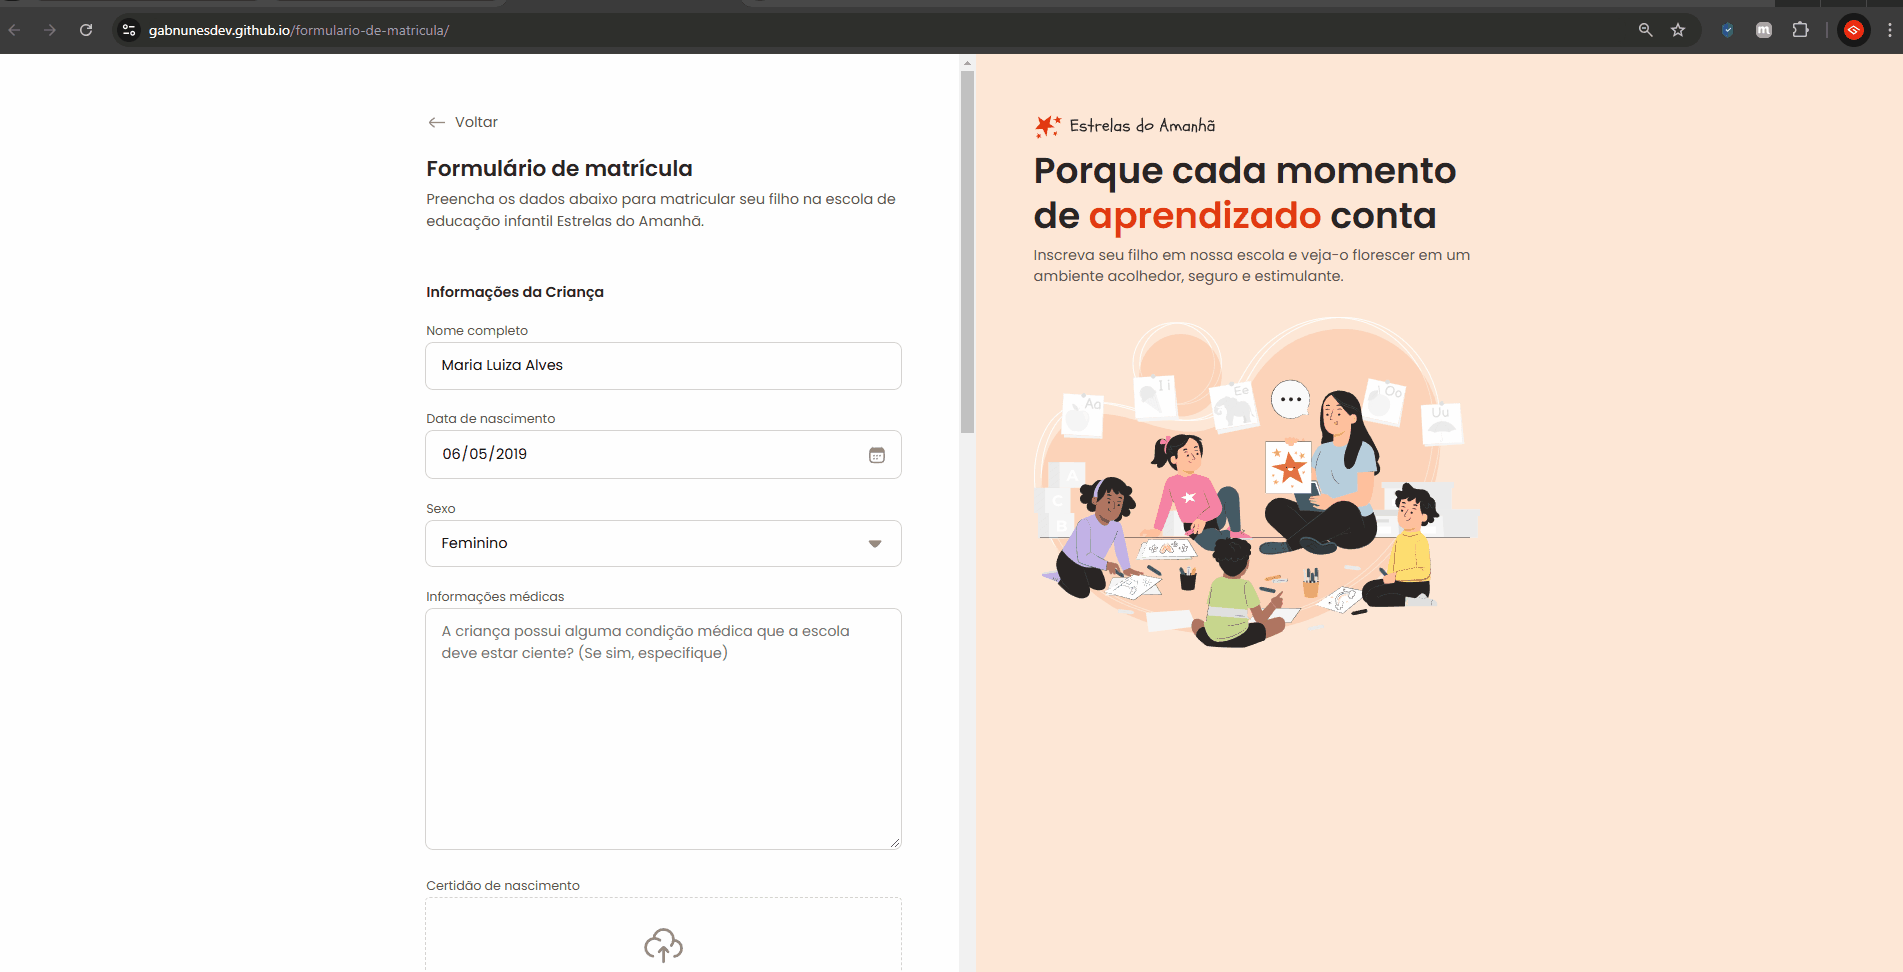 gabnunesdev.github.io/formulario-de-matricula/
m
Voltar
Formulário de matrícula
Preencha os dados abaixo para matricular seu filho na escola de
educação infantil Estrelas do Amanhã.
Informações da Criança
Nome completo
Maria Luiza Alves
Data de nascimento
06/05/2019
Sexo
Feminino
Informações médicas
A criança possui alguma condição médica que a escola
deve estar ciente? (Se sim, especifique)
Certidão de nascimento
Estrelas do Amanhã
Porque cada momento
de aprendizado conta
Inscreva seu filho em nossa escola e veja-o florescer em um
ambiente acolhedor, seguro e estimulante.
Aa
I i
Ee
Oo
Uu
A
C
B